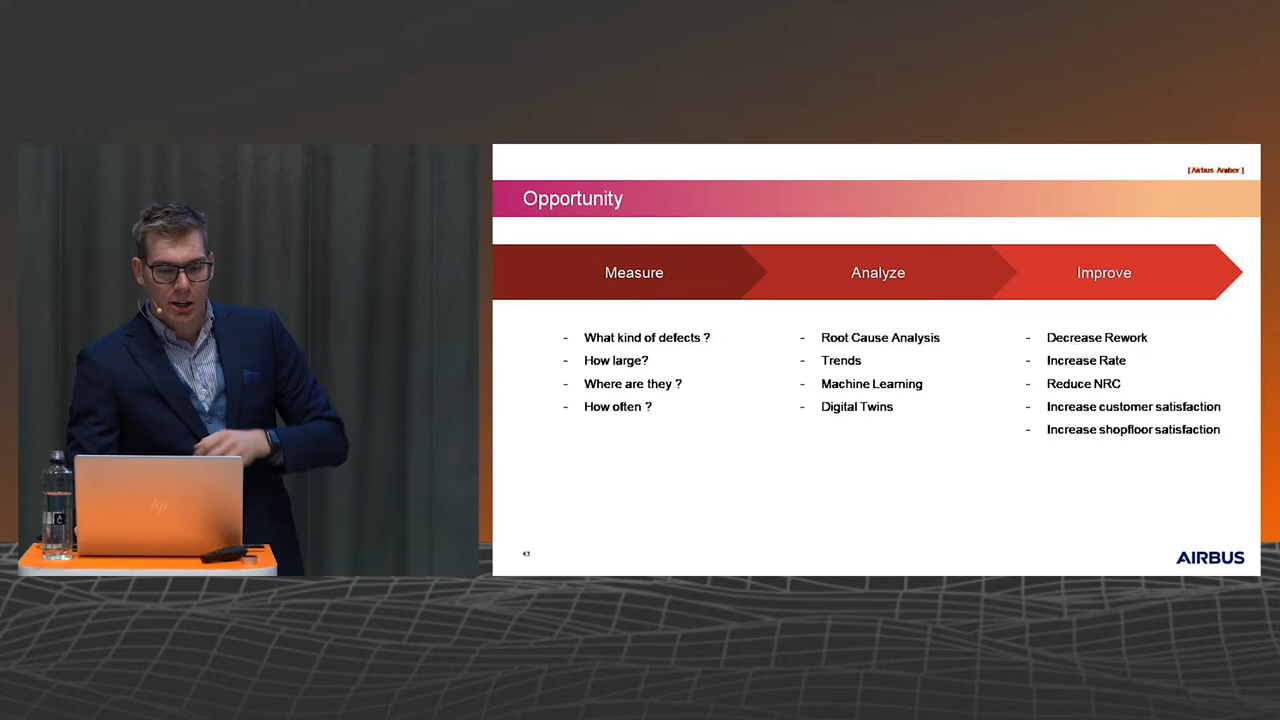 [ Airbus Amber ]
Opportunity
Measure
Analyze
Improve
- What kind of defects ?
- How large?
- Where are they ?
- How often ?
- Root Cause Analysis
- Trends
- Machine Learning
- Digital Twins
- Decrease Rework
- Increase Rate
- Reduce NRC
- Increase customer satisfaction
- Increase shopfloor satisfaction
hp
43
AIRBUS